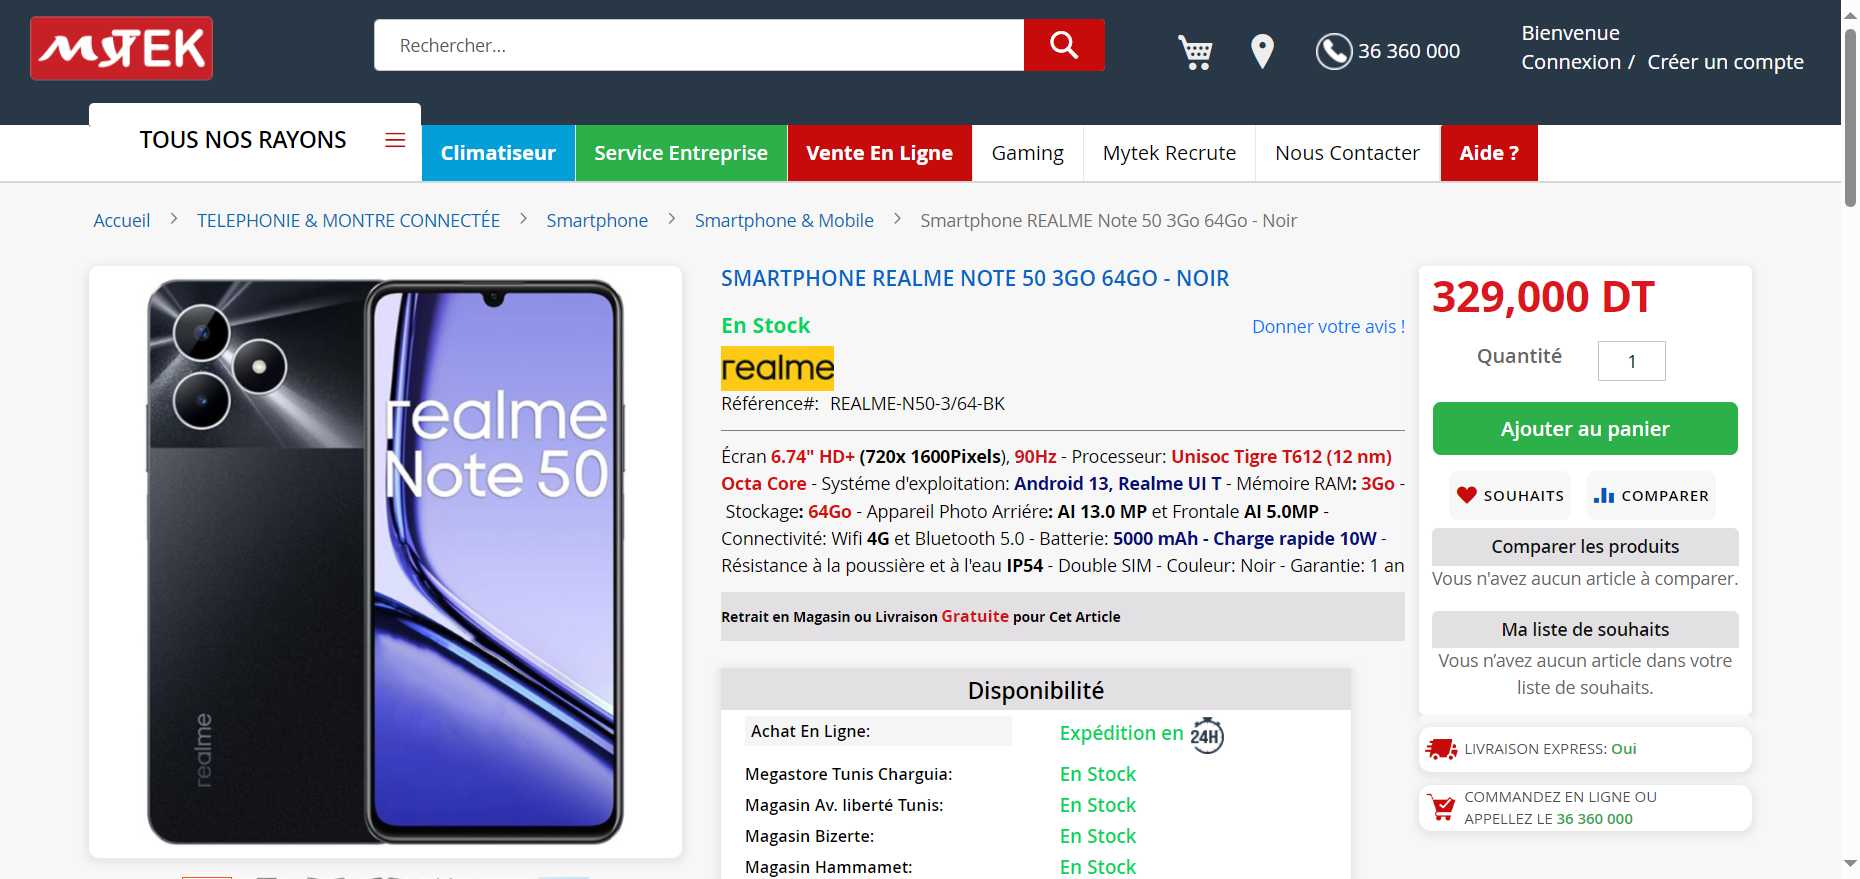 MYTEK
Rechercher...
36 360 000
Bienvenue
Connexion / Créer un compte
TOUS NOS RAYONS
Climatiseur
Service Entreprise
Vente En Ligne
Gaming
Mytek Recrute
Nous Contacter
Aide ?
Accueil > TELEPHONIE & MONTRE CONNECTÉE > Smartphone > Smartphone & Mobile > Smartphone REALME Note 50 3Go 64Go - Noir
realme
Note 50
realme
SMARTPHONE REALME NOTE 50 3GO 64GO - NOIR
En Stock
Donner votre avis !
realme
Référence#: REALME-N50-3/64-BK
Écran 6.74" HD+ (720x 1600Pixels), 90Hz - Processeur: Unisoc Tigre T612 (12 nm)
Octa Core - Systéme d'exploitation: Android 13, Realme UI T - Mémoire RAM: 3Go -
Stockage: 64Go - Appareil Photo Arriére: AI 13.0 MP et Frontale AI 5.0MP -
Connectivité: Wifi 4G et Bluetooth 5.0 - Batterie: 5000 mAh - Charge rapide 10W -
Résistance à la poussière et à l'eau IP54 - Double SIM - Couleur: Noir - Garantie: 1 an
Retrait en Magasin ou Livraison Gratuite pour Cet Article
Disponibilité
Achat En Ligne: Expédition en 24H
Megastore Tunis Charguia: En Stock
Magasin Av. liberté Tunis: En Stock
Magasin Bizerte: En Stock
Magasin Hammamet: En Stock
329,000 DT
Quantité 1
Ajouter au panier
SOUHAITS
COMPARER
Comparer les produits
Vous n'avez aucun article à comparer.
Ma liste de souhaits
Vous n’avez aucun article dans votre
liste de souhaits.
LIVRAISON EXPRESS: Oui
COMMANDEZ EN LIGNE OU
APPELLEZ LE 36 360 000